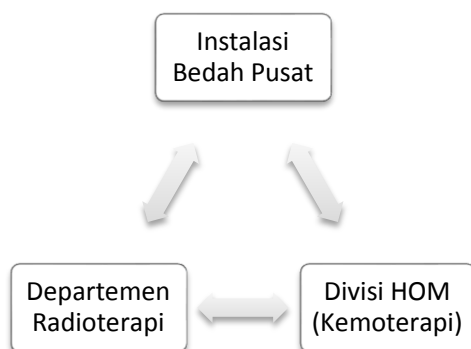 Instalasi
Bedah Pusat
Departemen
Radioterapi
Divisi HOM
(Kemoterapi)